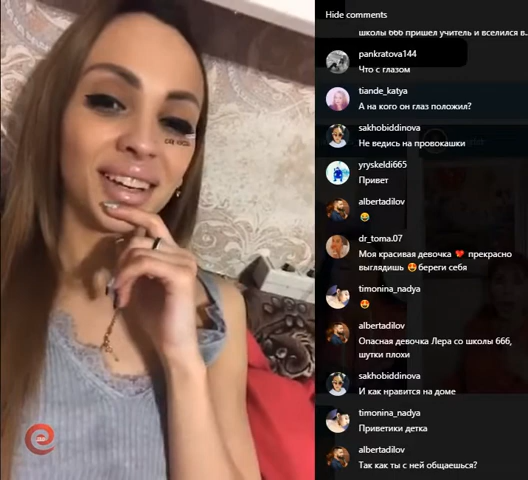 Hide comments
школы 666 пришел учитель и вселился в..
pankratova144
Что с глазом
tiande_katya
А на кого он глаз положил?
sakhobiddinova
Не ведись на провокашки
yryskeldi665
Привет
albertadilov
😂
dr_toma.07
Моя красивая девочка 💔 прекрасно
выглядишь 😍береги себя
timonina_nadya
😍
albertadilov
Опасная девочка Лера со школы 666,
шутки плохи
sakhobiddinova
И как нравится на доме
timonina_nadya
Приветики детка
albertadilov
Так как ты с ней общаешься?